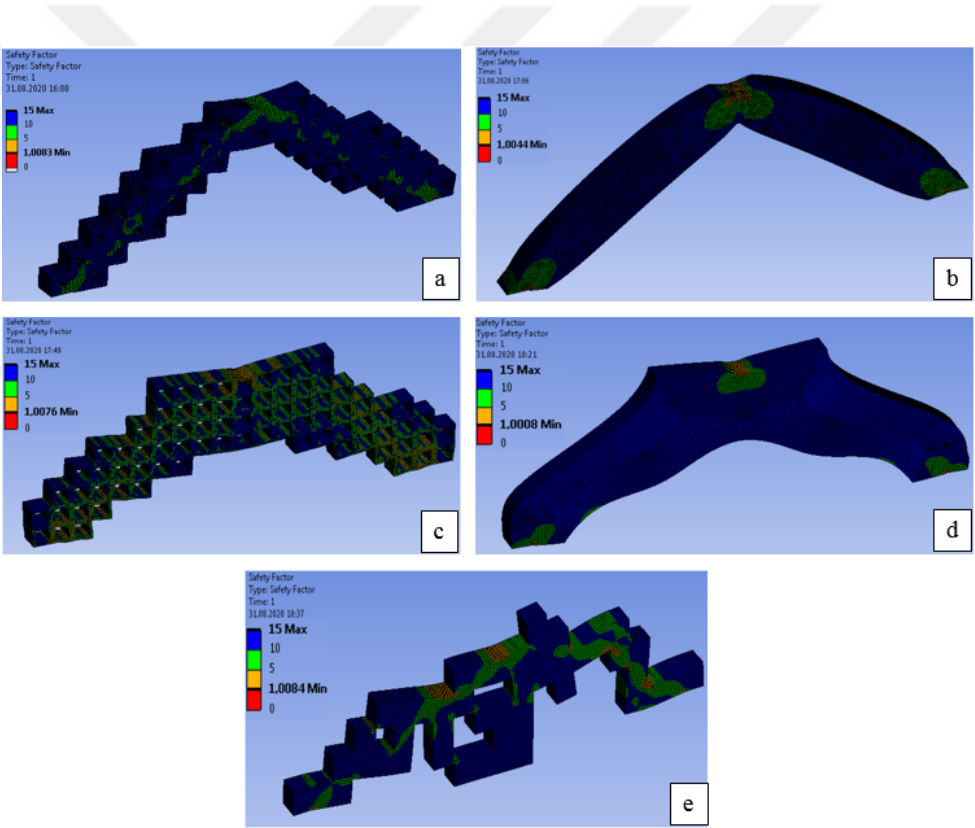 Safety Factor
Type: Safety Factor
Time: 1
31.08.2020 16:00
15 Max
10
5
1,0083 Min
0
a
Safety Factor
Type: Safety Factor
Time: 1
31.08.2020 17:06
15 Max
10
5
1,0044 Min
0
b
Safety Factor
Type: Safety Factor
Time: 1
31.08.2020 17:49
15 Max
10
5
1,0076 Min
0
c
Safety Factor
Type: Safety Factor
Time: 1
31.08.2020 18:21
15 Max
10
5
1,0008 Min
0
d
Safety Factor
Type: Safety Factor
Time: 1
31.08.2020 18:37
15 Max
10
5
1,0084 Min
0
e